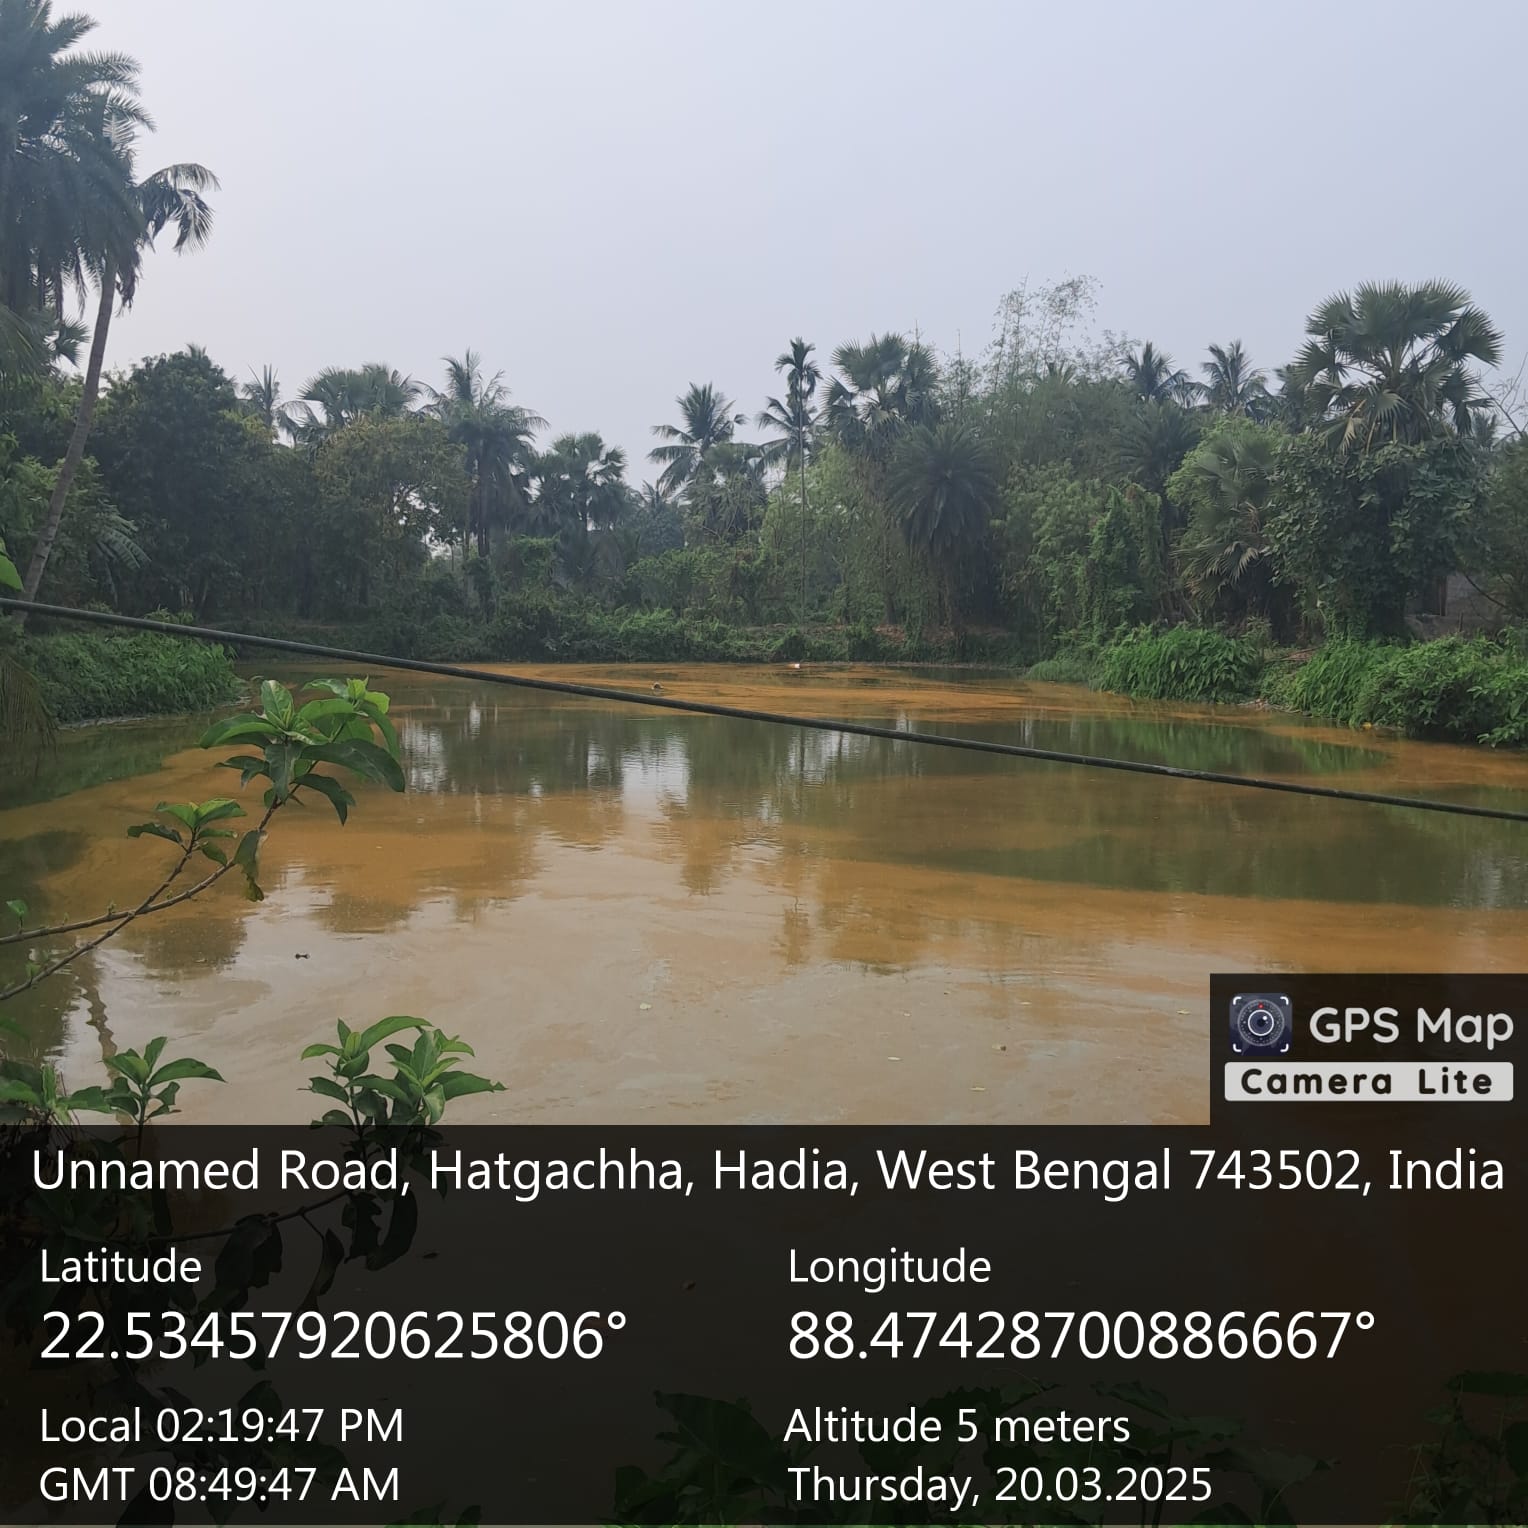 GPS Map
Camera Lite
Unnamed Road, Hatgachha, Hadia, West Bengal 743502, India
Latitude
22.53457920625806°
Longitude
88.47428700886667°
Local 02:19:47 PM
GMT 08:49:47 AM
Altitude 5 meters
Thursday, 20.03.2025